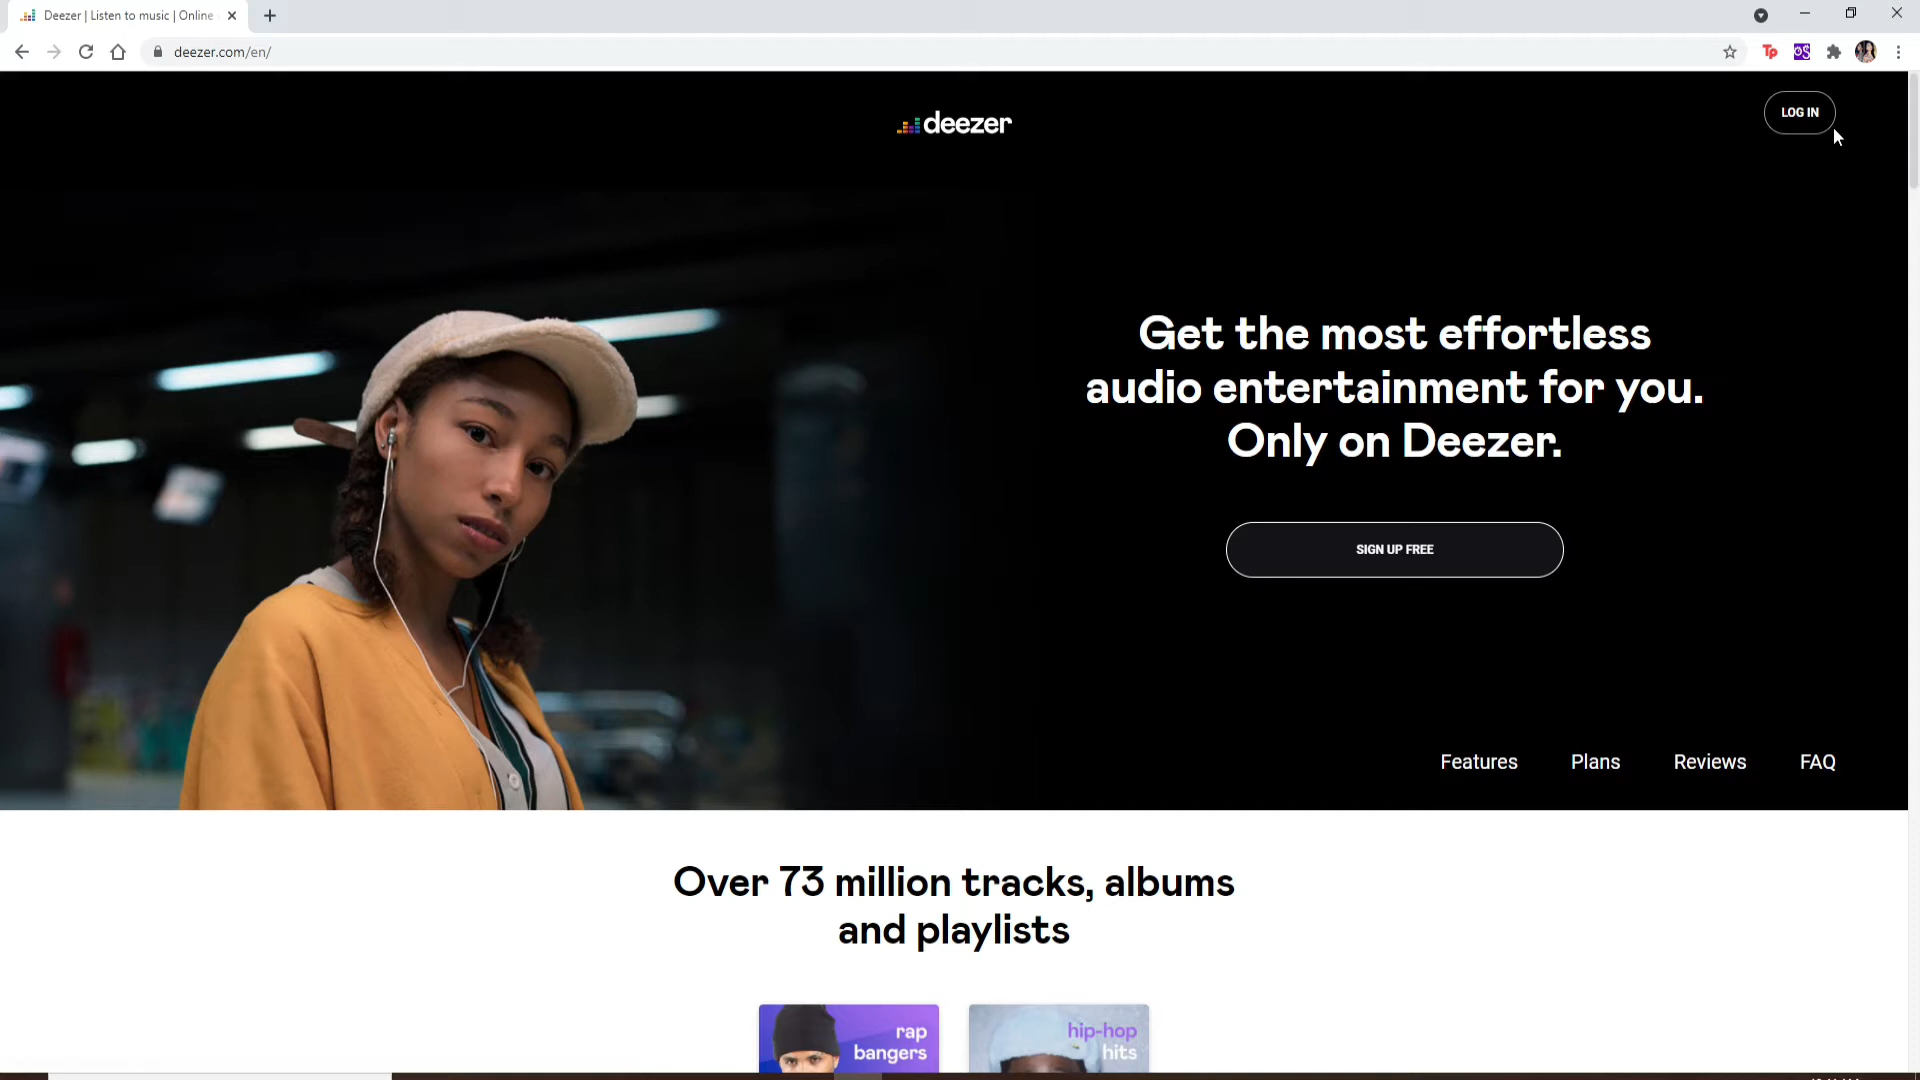 Deezer | Listen to music | Online
deezer.com/en/
Tp
deezer
LOG IN
Get the most effortless
audio entertainment for you.
Only on Deezer.
SIGN UP FREE
Features
Plans
Reviews
FAQ
Over 73 million tracks, albums
and playlists
rap
bangers
hip-hop
hits